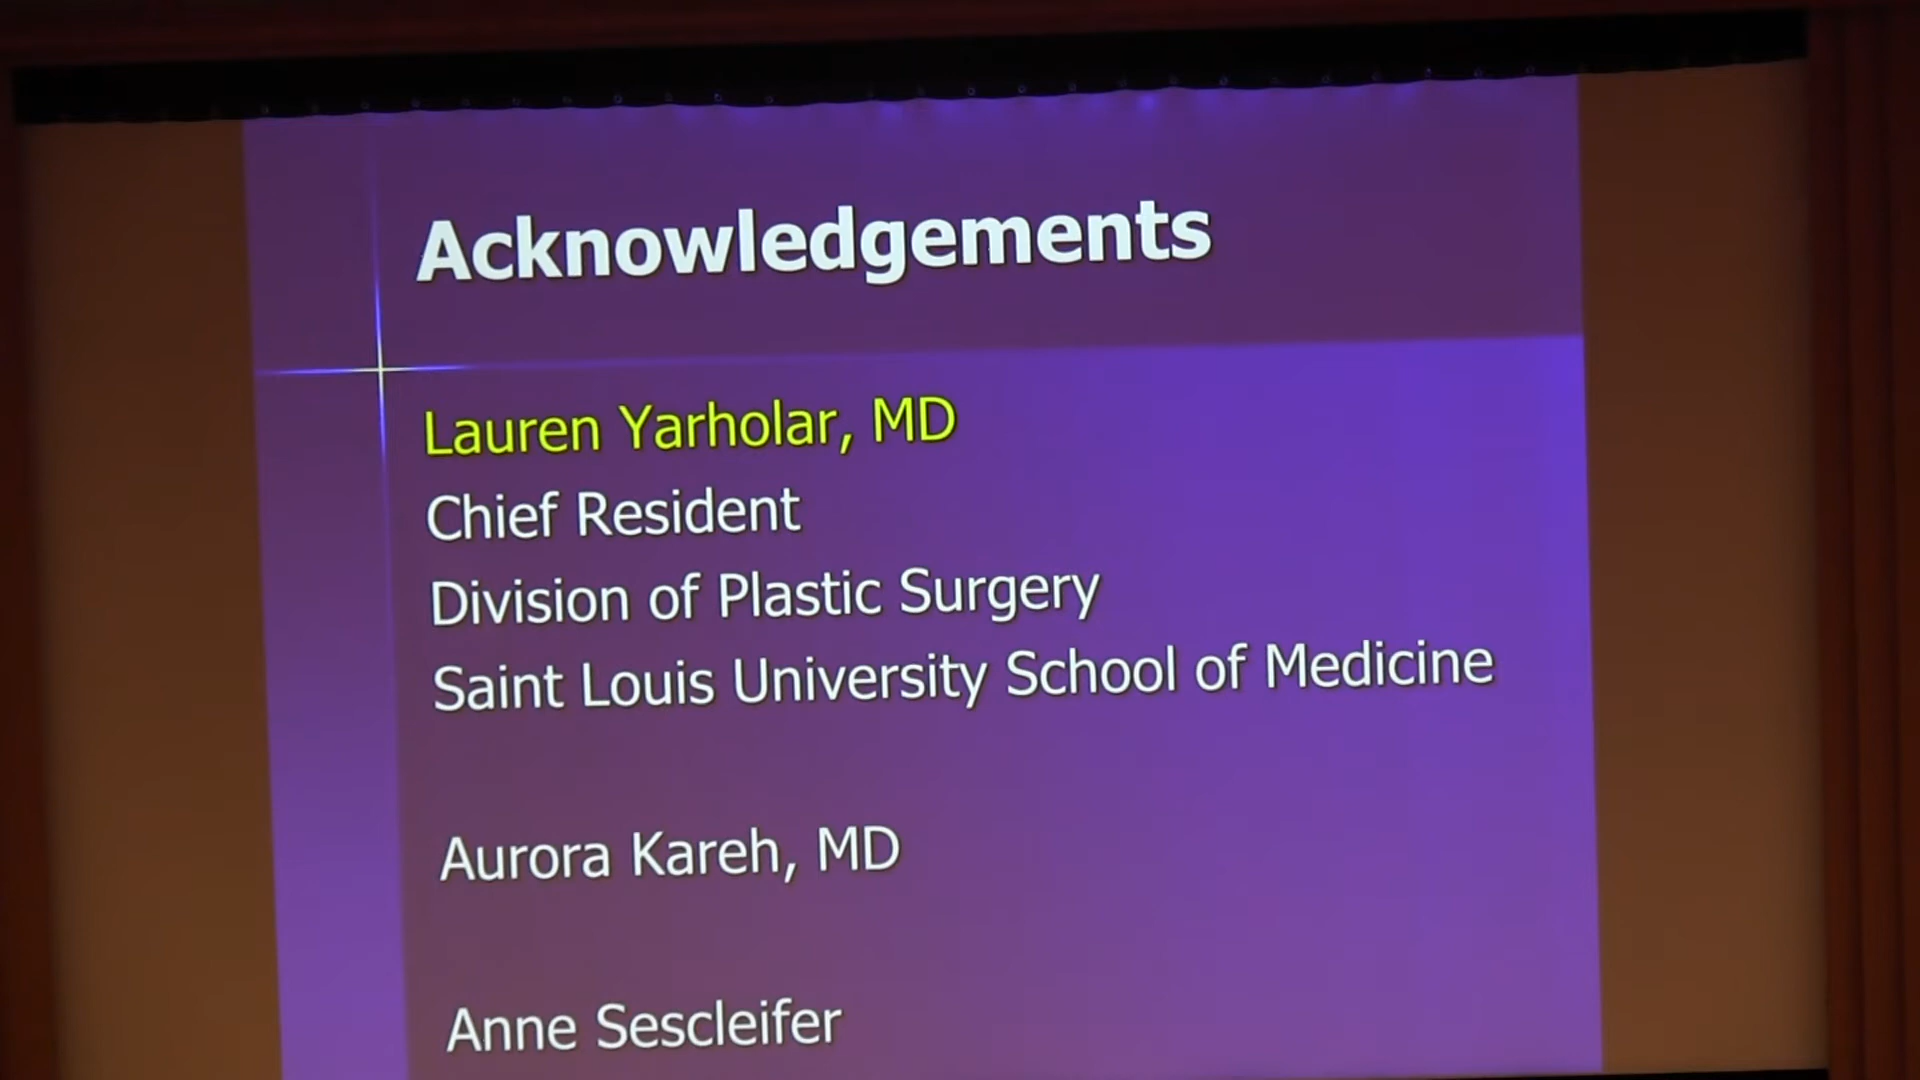 Acknowledgements
Lauren Yarholar, MD
Chief Resident
Division of Plastic Surgery
Saint Louis University School of Medicine
Aurora Kareh, MD
Anne Sescleifer